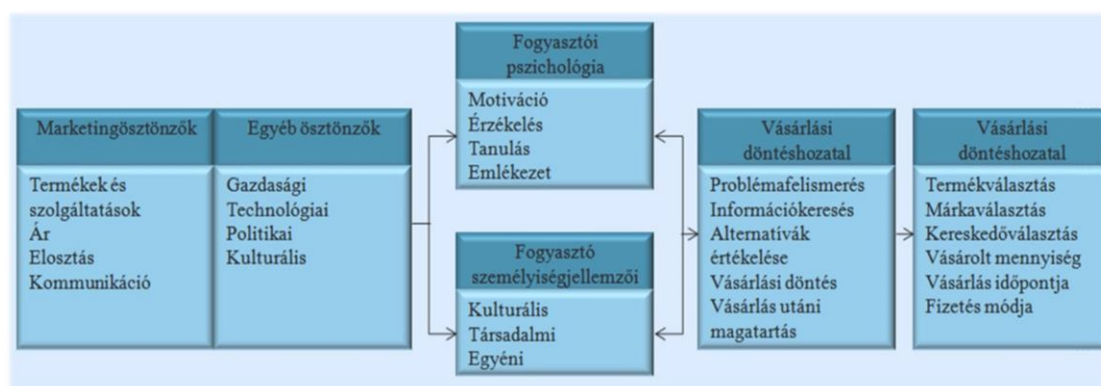 Marketingösztönzők
Termékek és
szolgáltatások
Ár
Elosztás
Kommunikáció
Egyéb ösztönzők
Gazdasági
Technológiai
Politikai
Kulturális
Fogyasztói
pszichológia
Motiváció
Érzékelés
Tanulás
Emlékezet
Fogyasztó
személyiségjellemzői
Kulturális
Társadalmi
Egyéni
Vásárlási
döntéshozatal
Problémafelismerés
Információkeresés
Alternatívák
értékelése
Vásárlási döntés
Vásárlás utáni
magatartás
Vásárlási
döntéshozatal
Termékválasztás
Márkaválasztás
Kereskedőválasztás
Vásárolt mennyiség
Vásárlás időpontja
Fizetés módja